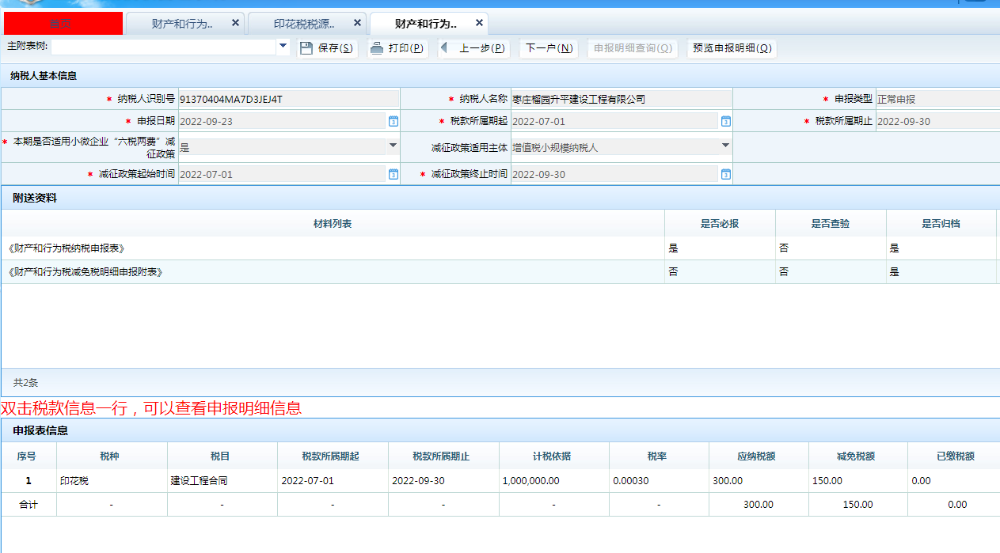 首页 财产和行为.. × 印花税税源.. × 财产和行为.. ×
主附表树: 保存(S) 打印(P) 上一步(P) 下一户(N) 申报明细查询(Q) 预览申报明细(Q)
纳税人基本信息
* 纳税人识别号 91370404MA7D3JEJ4T * 纳税人名称 枣庄榴园升平建设工程有限公司 * 申报类型 正常申报
* 申报日期 2022-09-23 * 税款所属期起 2022-07-01 * 税款所属期止 2022-09-30
* 本期是否适用小微企业“六税两费”减
征政策 是 减征政策适用主体 增值税小规模纳税人
* 减征政策起始时间 2022-07-01 * 减征政策终止时间 2022-09-30
附送资料
材料列表 是否必报 是否查验 是否归档
《财产和行为税纳税申报表》 是 否 是
《财产和行为税减免税明细申报附表》 否 否 是
共2条
双击税款信息一行，可以查看申报明细信息
申报表信息
序号 税种 税目 税款所属期起 税款所属期止 计税依据 税率 应纳税额 减免税额 已缴税额
1 印花税 建设工程合同 2022-07-01 2022-09-30 1,000,000.00 0.00030 300.00 150.00 0.00
合计 - - - - - - 300.00 150.00 0.00